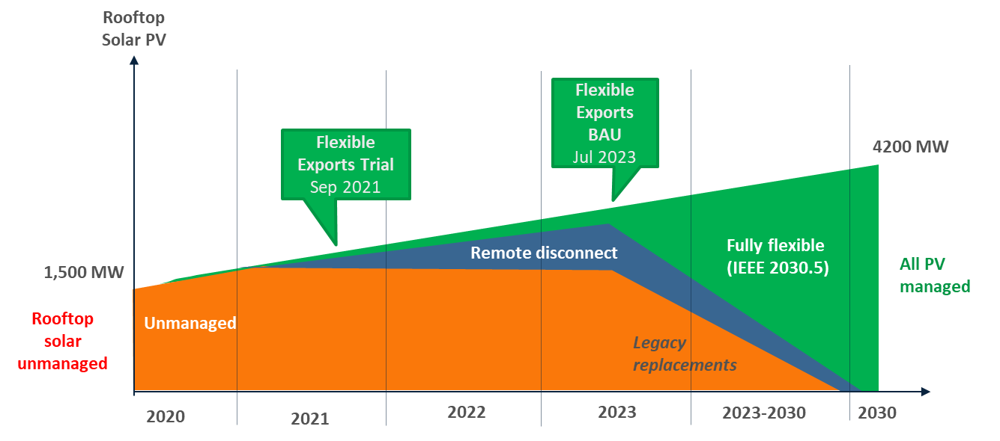 Rooftop
Solar PV
Flexible
Exports
BAU
Jul 2023
Flexible
Exports Trial
Sep 2021
4200 MW
1,500 MW
Remote disconnect
Fully flexible
(IEEE 2030.5)
All PV
managed
Rooftop
solar
unmanaged
Unmanaged
Legacy
replacements
2020
2021
2022
2023
2023-2030
2030